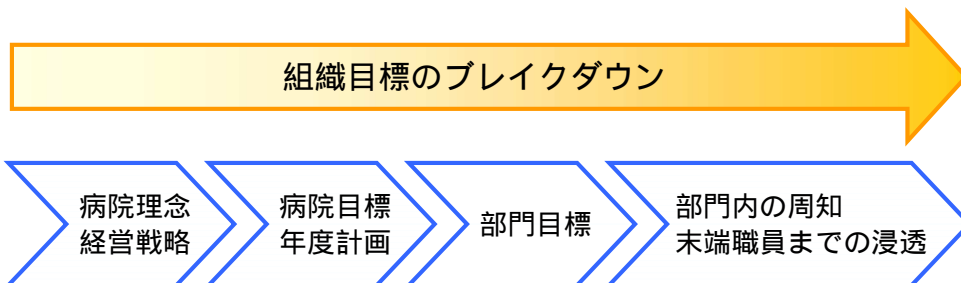 組織目標のブレイクダウン
病院理念
経営戦略
病院目標
年度計画
部門目標
部門内の周知
末端職員までの浸透